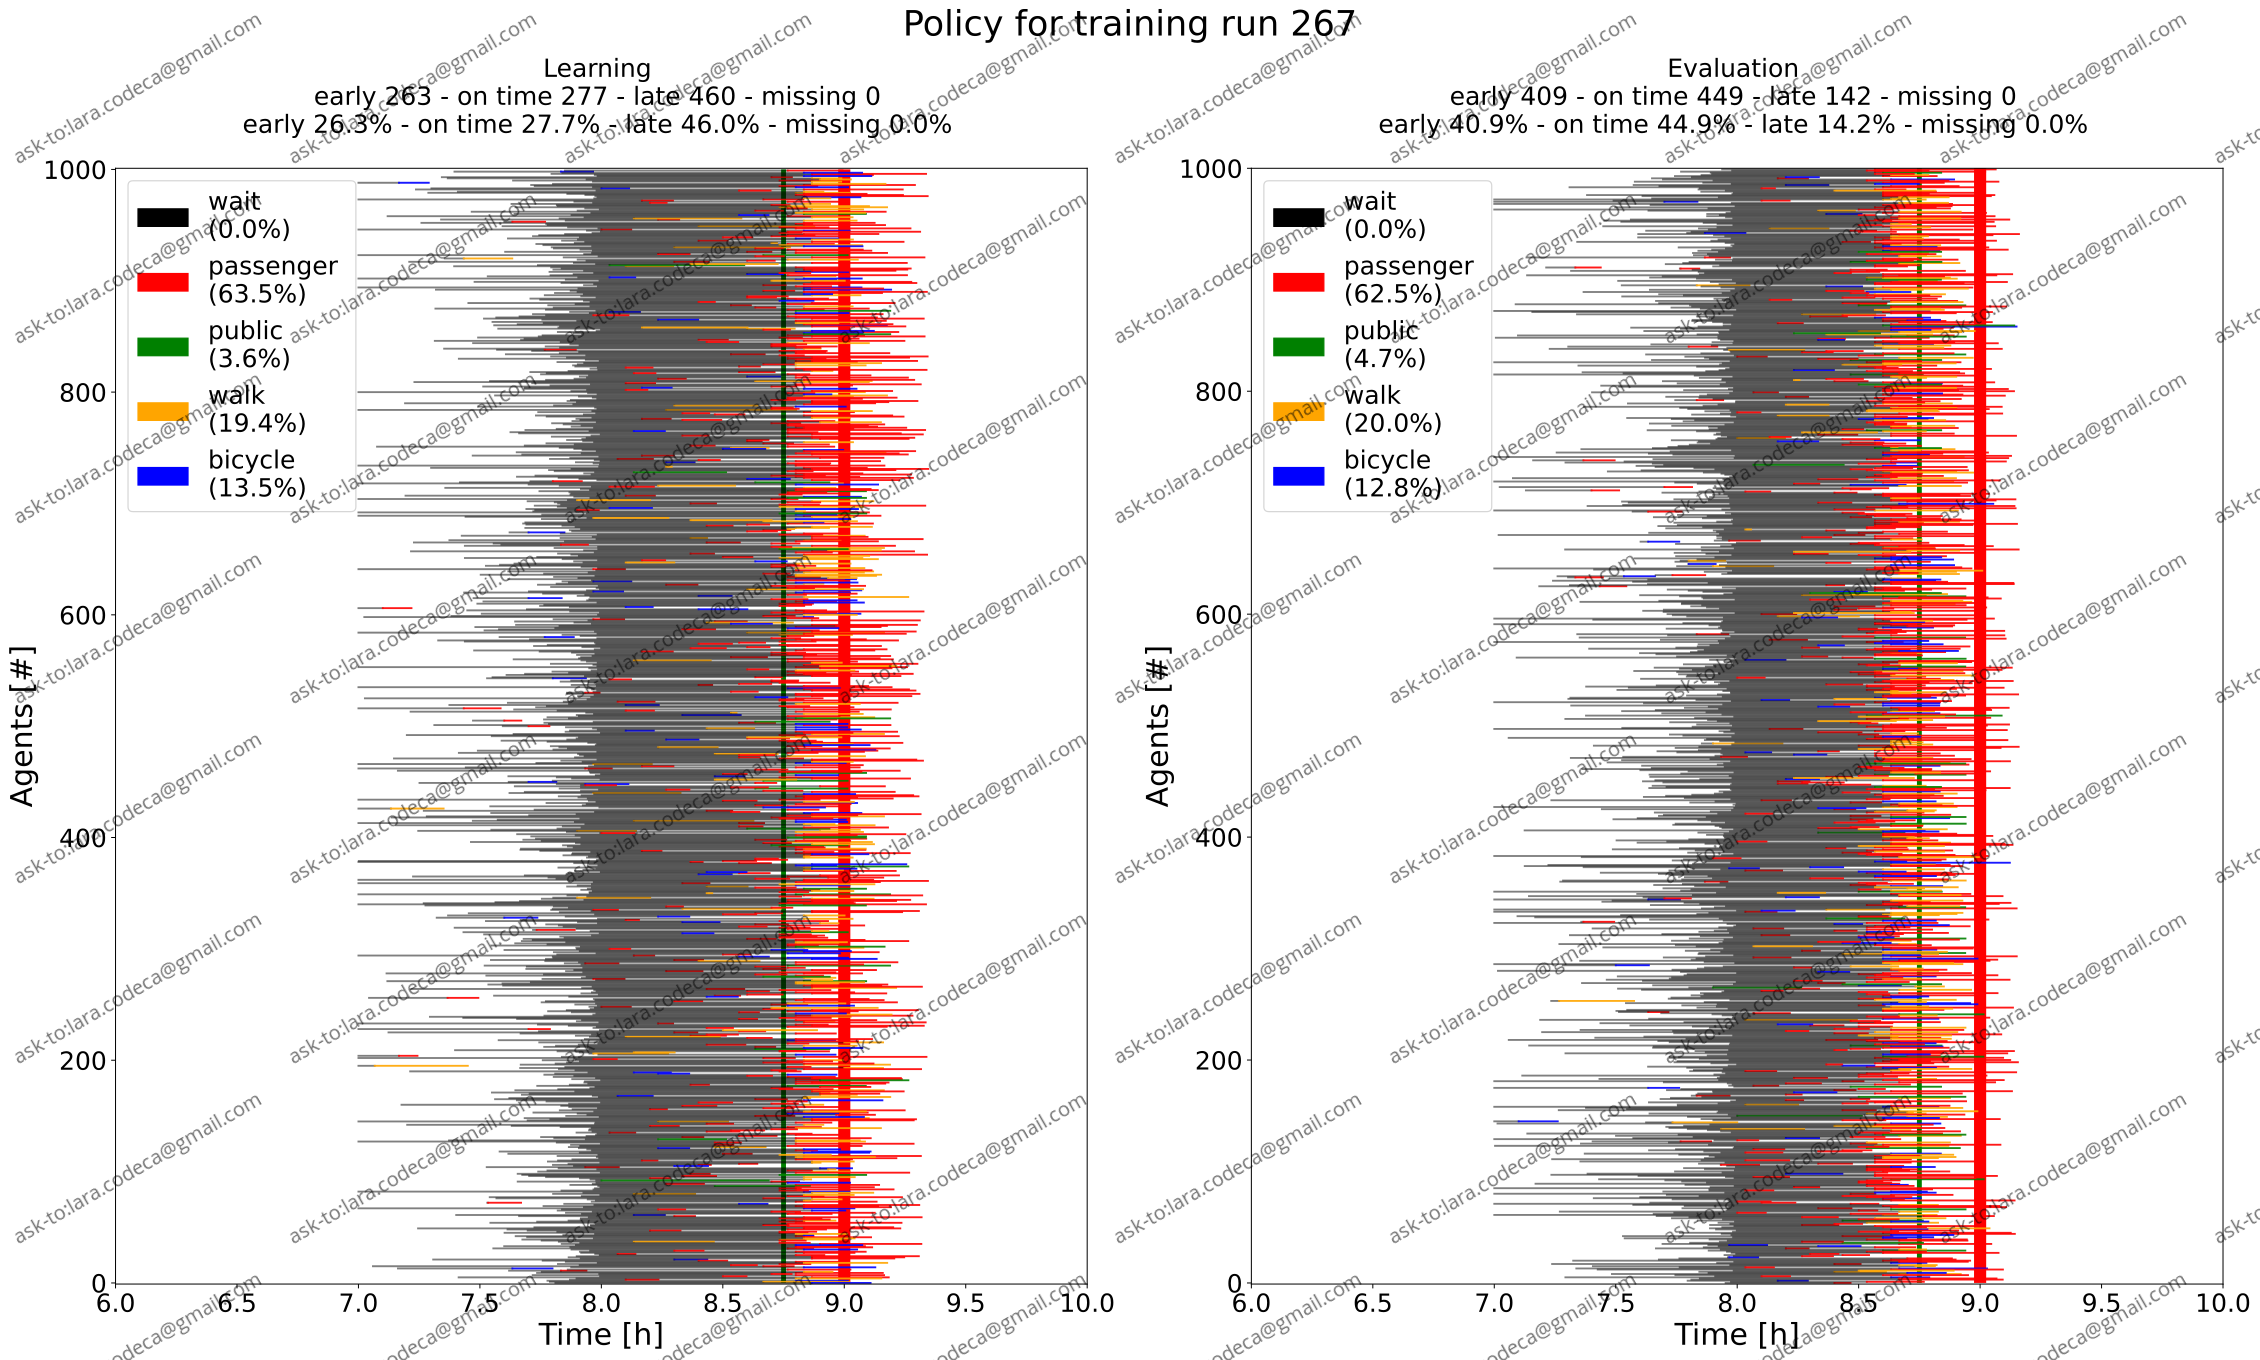 Policy for training run 267
Learning
early 263 - on time 277 - late 460 - missing 0
early 26.3% - on time 27.7% - late 46.0% - missing 0.0%
1000
800
600
400
200
0
Agents [#]
wait
(0.0%)
passenger
(63.5%)
public
(3.6%)
walk
(19.4%)
bicycle
(13.5%)
6.0 6.5 7.0 7.5 8.0 8.5 9.0 9.5 10.0
Time [h]
Evaluation
early 409 - on time 449 - late 142 - missing 0
early 40.9% - on time 44.9% - late 14.2% - missing 0.0%
1000
800
600
400
200
0
Agents [#]
wait
(0.0%)
passenger
(62.5%)
public
(4.7%)
walk
(20.0%)
bicycle
(12.8%)
6.0 6.5 7.0 7.5 8.0 8.5 9.0 9.5 10.0
Time [h]
ask-to:lara.codeca@gmail.com